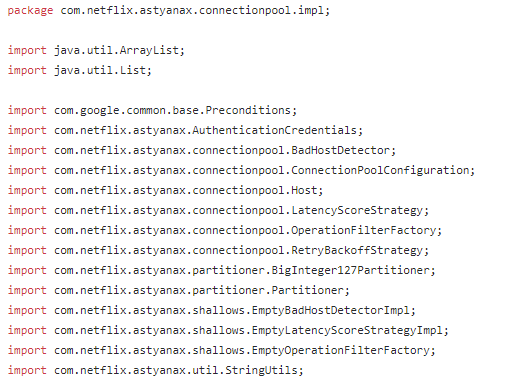 package com.netflix.astyanax.connectionpool.impl;
import java.util.ArrayList;
import java.util.List;
import com.google.common.base.Preconditions;
import com.netflix.astyanax.AuthenticationCredentials;
import com.netflix.astyanax.connectionpool.BadHostDetector;
import com.netflix.astyanax.connectionpool.ConnectionPoolConfiguration;
import com.netflix.astyanax.connectionpool.Host;
import com.netflix.astyanax.connectionpool.LatencyScoreStrategy;
import com.netflix.astyanax.connectionpool.OperationFilterFactory;
import com.netflix.astyanax.connectionpool.RetryBackoffStrategy;
import com.netflix.astyanax.partitioner.BigInteger127Partitioner;
import com.netflix.astyanax.partitioner.Partitioner;
import com.netflix.astyanax.shallows.EmptyBadHostDetectorImpl;
import com.netflix.astyanax.shallows.EmptyLatencyScoreStrategyImpl;
import com.netflix.astyanax.shallows.EmptyOperationFilterFactory;
import com.netflix.astyanax.util.StringUtils;